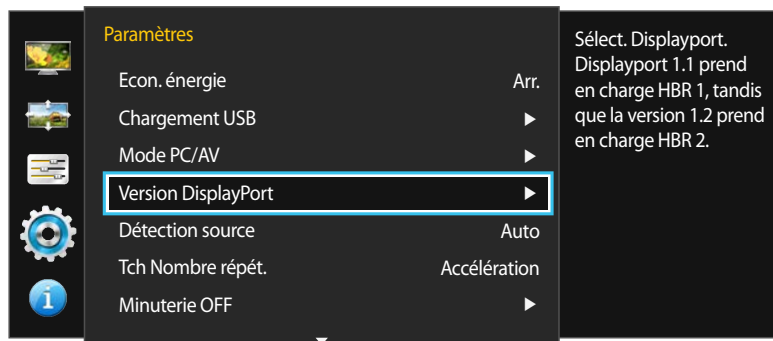 Paramètres
Econ. énergie Arr.
Chargement USB
Mode PC/AV
Version DisplayPort
Détection source Auto
Tch Nombre répét. Accélération
Minuterie OFF
Sélect. Displayport.
Displayport 1.1 prend
en charge HBR 1, tandis
que la version 1.2 prend
en charge HBR 2.